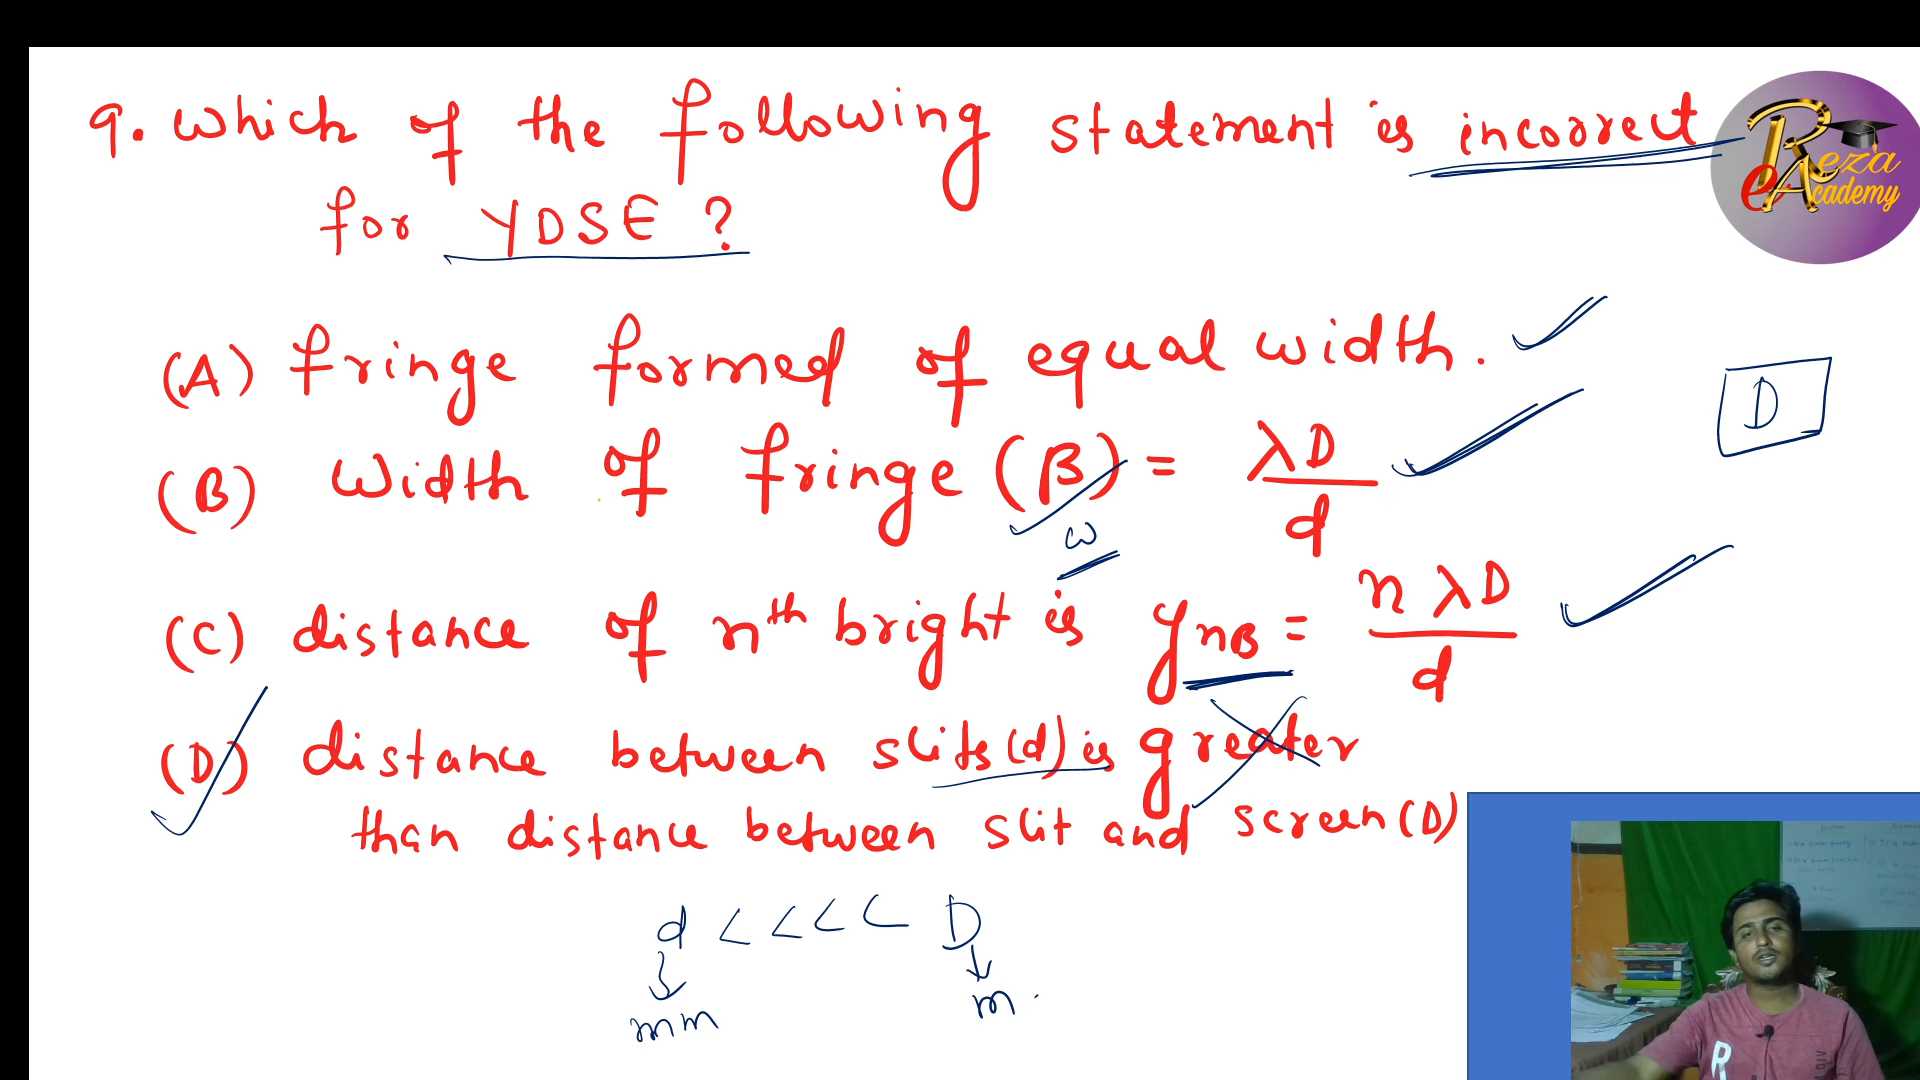 9. Which of the following statement is incorrect
for YDSE ?
Reza
eAcademy
(A) fringe formed of equal width.
D
(B) Width of fringe (β) = λD/d
ω
(C) distance of nth bright is ynB = nλD/d
(D) distance between slits(d) is greater
than distance between slit and screen(D)
d < < < < D
mm m.
R